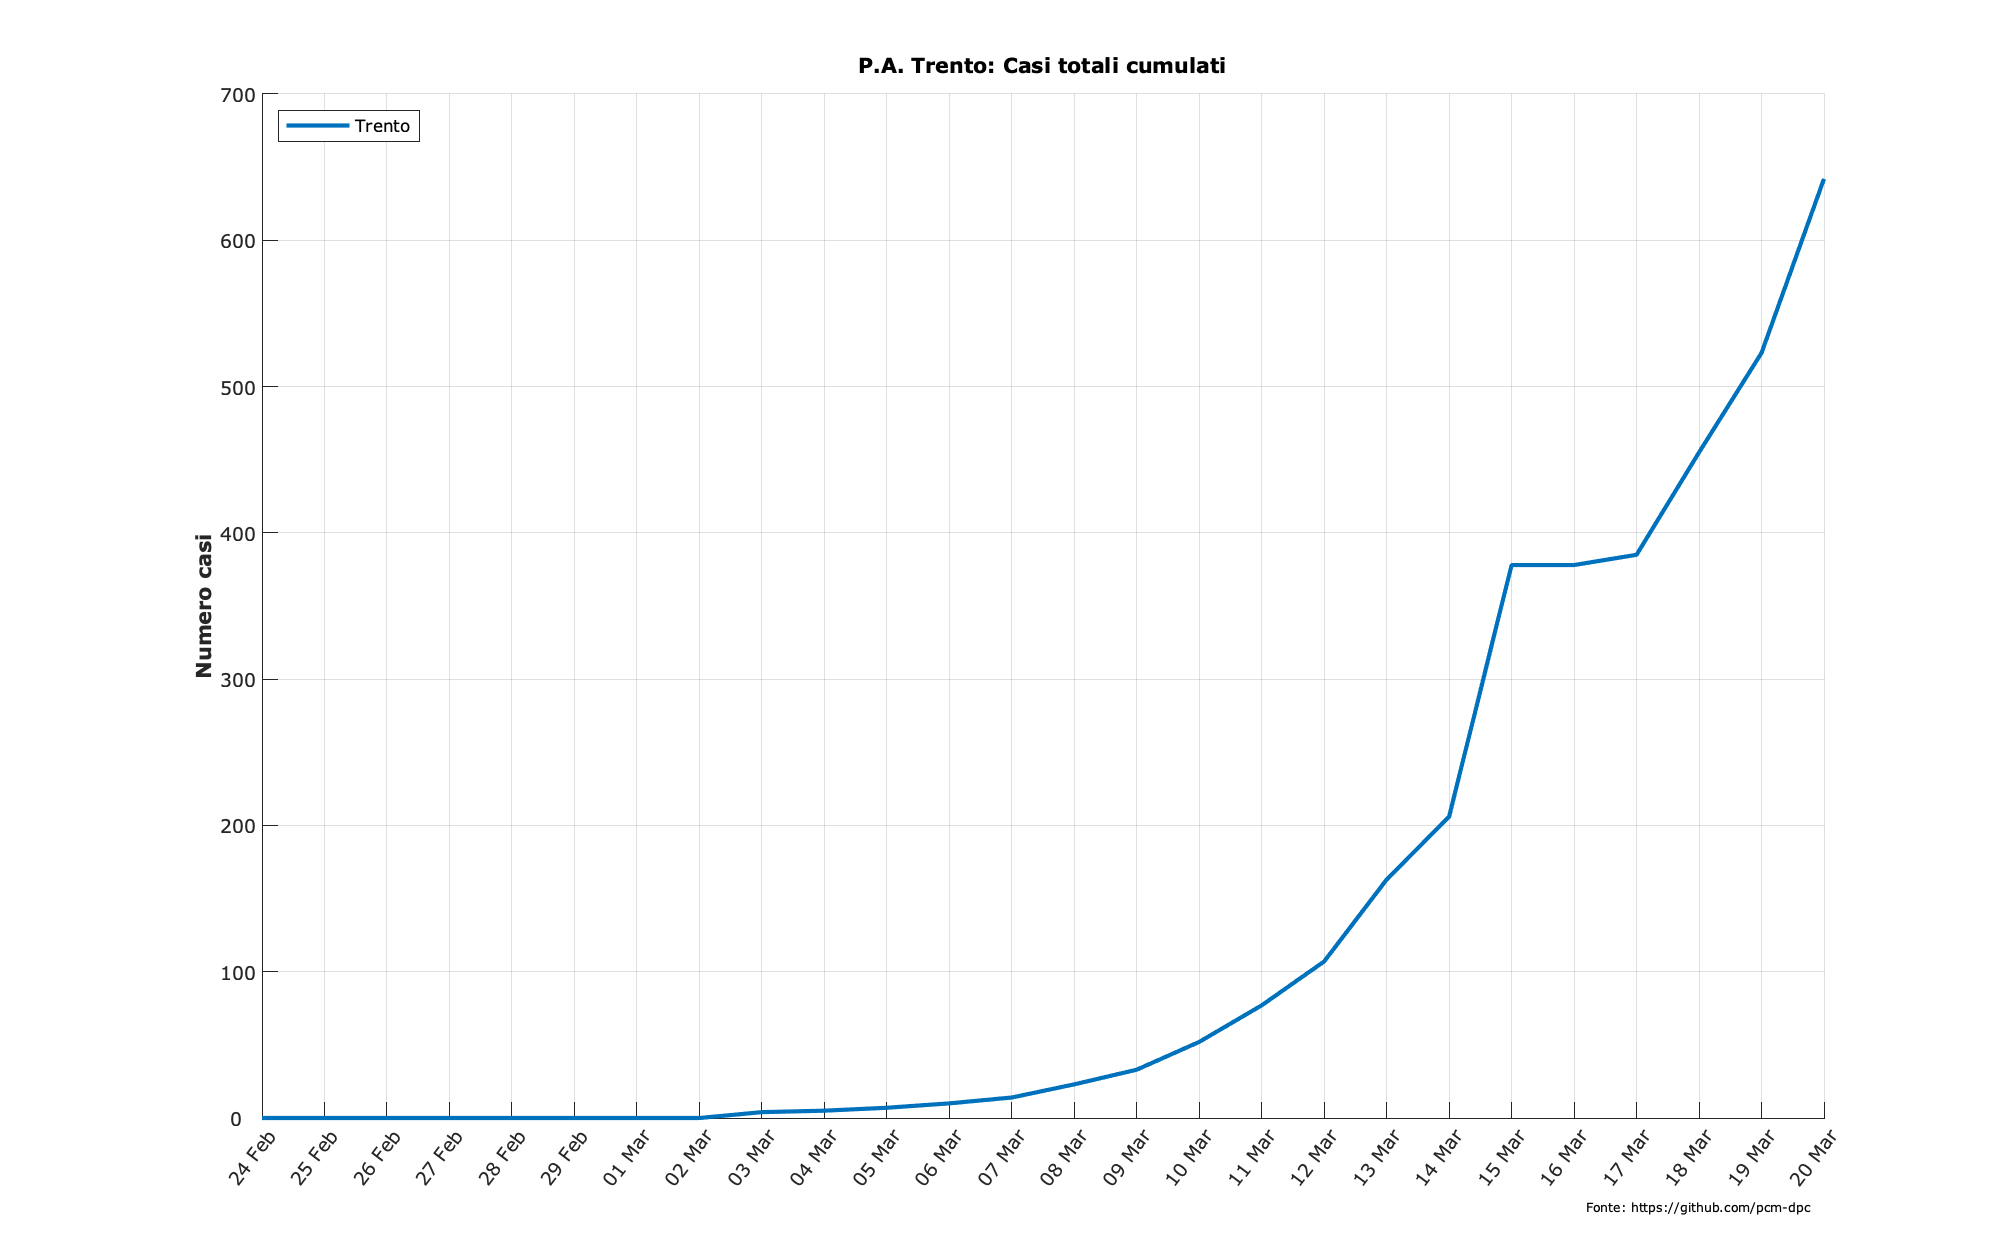 P.A. Trento: Casi totali cumulati
Trento
Numero casi
700
600
500
400
300
200
100
0
24 Feb
25 Feb
26 Feb
27 Feb
28 Feb
29 Feb
01 Mar
02 Mar
03 Mar
04 Mar
05 Mar
06 Mar
07 Mar
08 Mar
09 Mar
10 Mar
11 Mar
12 Mar
13 Mar
14 Mar
15 Mar
16 Mar
17 Mar
18 Mar
19 Mar
20 Mar
Fonte: https://github.com/pcm-dpc